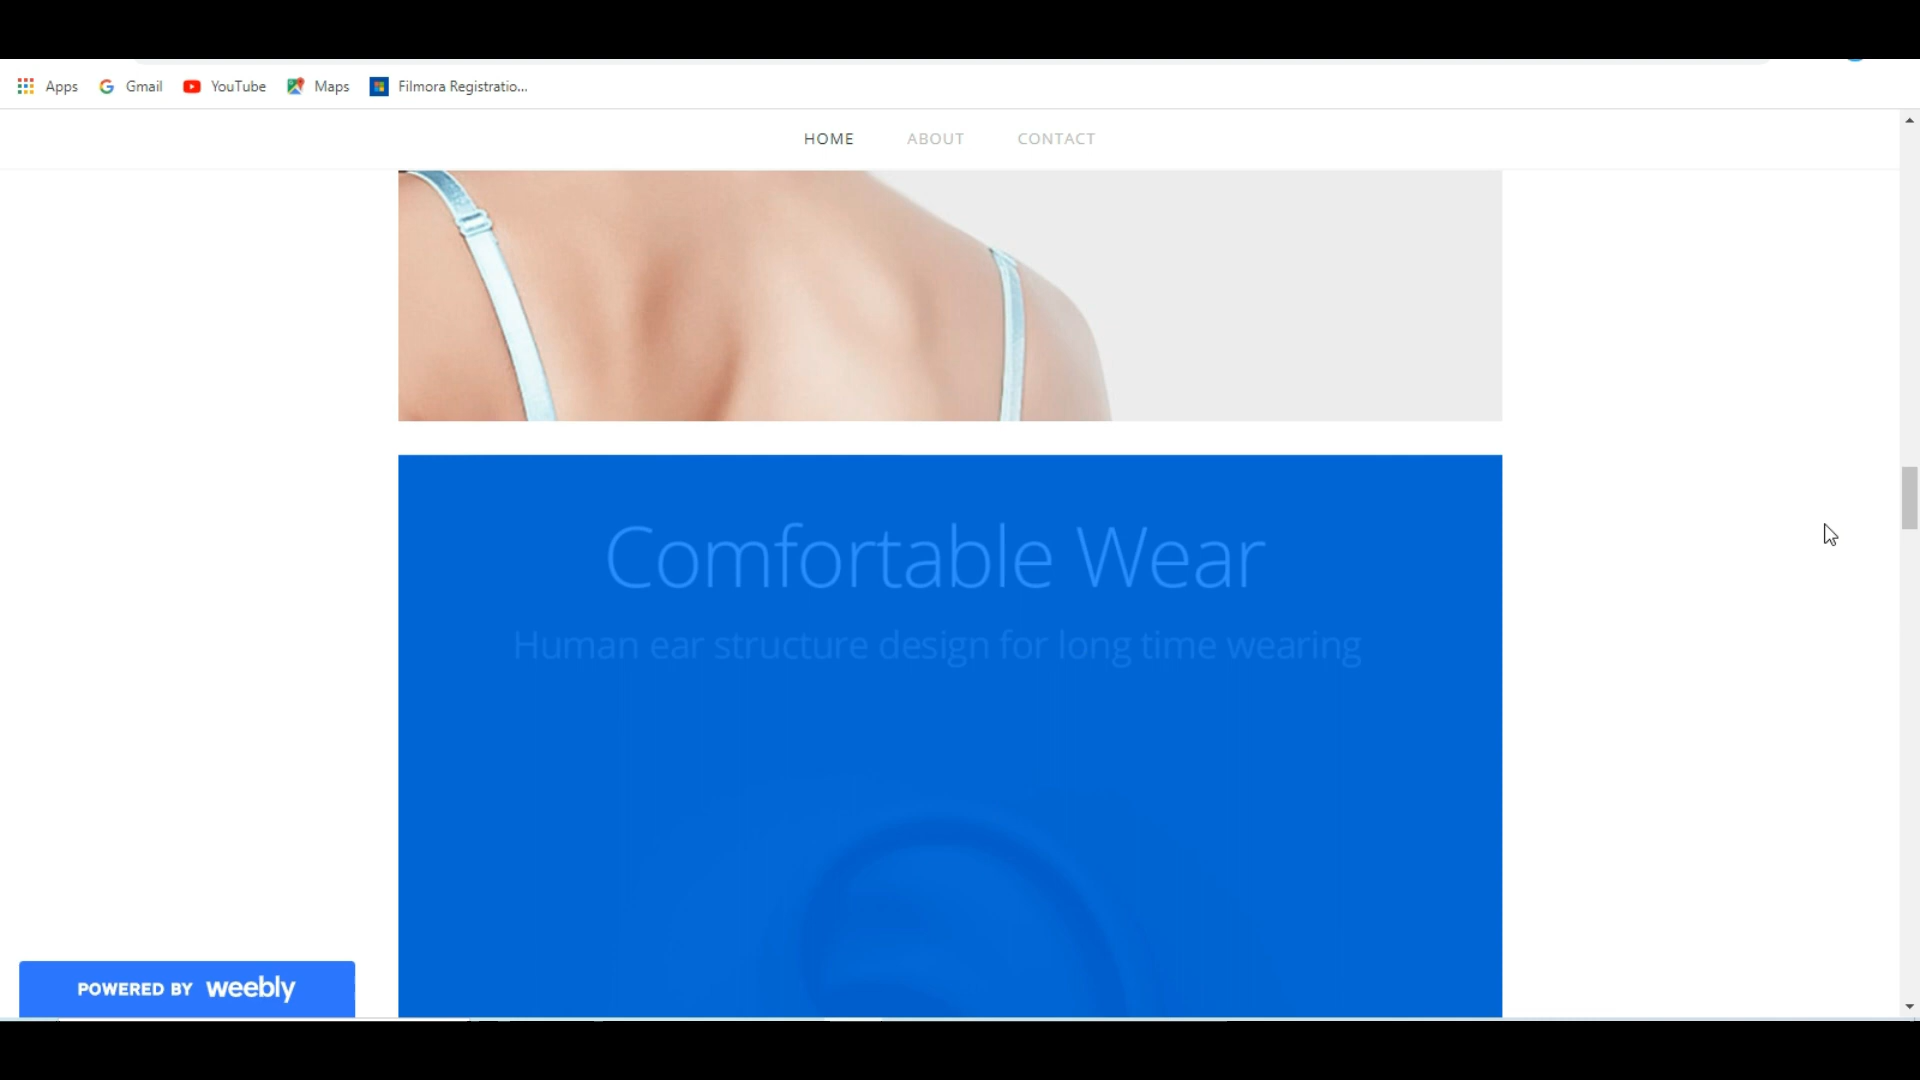 Apps Gmail YouTube Maps Filmora Registratio...
HOME ABOUT CONTACT
Comfortable Wear
Human ear structure design for long time wearing
POWERED BY weebly